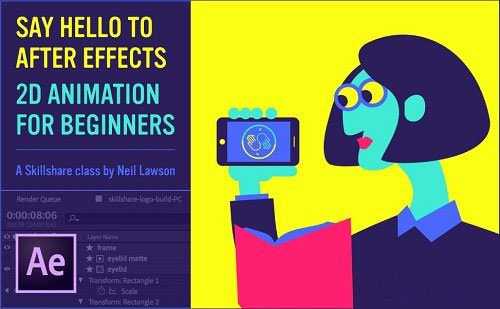 SAY HELLO TO
AFTER EFFECTS
2D ANIMATION
FOR BEGINNERS
A Skillshare class by Neil Lawson
Render Queue
skillshare-logo-build-PC
0:00:08:06
Layer Name
frame
eyelid matte
eyelid
Transform: Rectangle 1
Scale
Transform: Rectangle 2
Ae